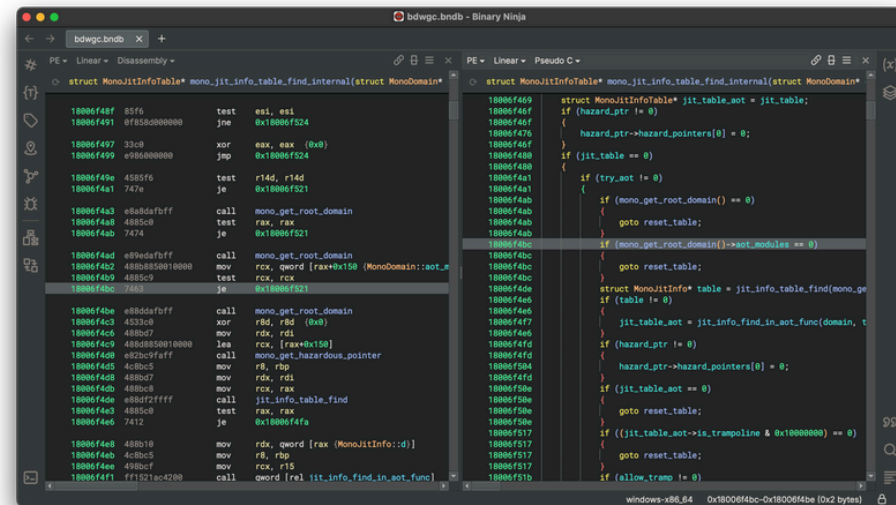 bdwgc.bndb - Binary Ninja
bdwgc.bndb
PE Linear Disassembly
struct MonoJitInfoTable* mono_jit_info_table_find_internal(struct MonoDomain*
18006f48f 85f6 test esi, esi
18006f491 0f858d000000 jne 0x18006f524
18006f497 33c0 xor eax, eax {0x0}
18006f499 e986000000 jmp 0x18006f524
18006f49e 4585f6 test r14d, r14d
18006f4a1 747e je 0x18006f521
18006f4a3 e8a8dafbff call mono_get_root_domain
18006f4a8 4885c0 test rax, rax
18006f4ab 7474 je 0x18006f521
18006f4ad e89edafbff call mono_get_root_domain
18006f4b2 488b8850010000 mov rcx, qword [rax+0x150 {MonoDomain::aot_m
18006f4b9 4885c9 test rcx, rcx
18006f4bc 7463 je 0x18006f521
18006f4be e88ddafbff call mono_get_root_domain
18006f4c3 4533c0 xor r8d, r8d {0x0}
18006f4c6 488bd7 mov rdx, rdi
18006f4c9 488d8850010000 lea rcx, [rax+0x150]
18006f4d0 e82bc9faff call mono_get_hazardous_pointer
18006f4d5 4c8bc5 mov r8, rbp
18006f4d8 488bd7 mov rdx, rdi
18006f4db 488bc8 mov rcx, rax
18006f4de e88df2ffff call jit_info_table_find
18006f4e3 4885c0 test rax, rax
18006f4e6 7412 je 0x18006f4fa
18006f4e8 488b10 mov rdx, qword [rax {MonoJitInfo::d}]
18006f4eb 4c8bc5 mov r8, rbp
18006f4ee 498bcf mov rcx, r15
18006f4f1 ff1521ac4200 call qword [rel jit_info_find_in_aot_func]
PE Linear Pseudo C
struct MonoJitInfoTable* mono_jit_info_table_find_internal(struct MonoDomain*
18006f469 struct MonoJitInfoTable* jit_table_aot = jit_table;
18006f46f if (hazard_ptr != 0)
18006f46f {
18006f476 hazard_ptr->hazard_pointers[0] = 0;
18006f46f }
18006f480 if (jit_table == 0)
18006f480 {
18006f4a1 if (try_aot != 0)
18006f4a1 {
18006f4ab if (mono_get_root_domain() == 0)
18006f4ab {
18006f4ab goto reset_table;
18006f4ab }
18006f4bc if (mono_get_root_domain()->aot_modules == 0)
18006f4bc {
18006f4bc goto reset_table;
18006f4bc }
18006f4de struct MonoJitInfo* table = jit_info_table_find(mono_ge
18006f4e6 if (table != 0)
18006f4e6 {
18006f4f7 jit_table_aot = jit_info_find_in_aot_func(domain, t
18006f4e6 }
18006f4fd if (hazard_ptr != 0)
18006f4fd {
18006f504 hazard_ptr->hazard_pointers[0] = 0;
18006f4fd }
18006f50e if (jit_table_aot == 0)
18006f50e {
18006f50e goto reset_table;
18006f50e }
18006f517 if ((jit_table_aot->is_trampoline & 0x10000000) == 0)
18006f517 {
18006f517 goto reset_table;
18006f517 }
18006f51b if (allow_tramp != 0)
windows-x86_64 0x18006f4bc-0x18006f4be (0x2 bytes)